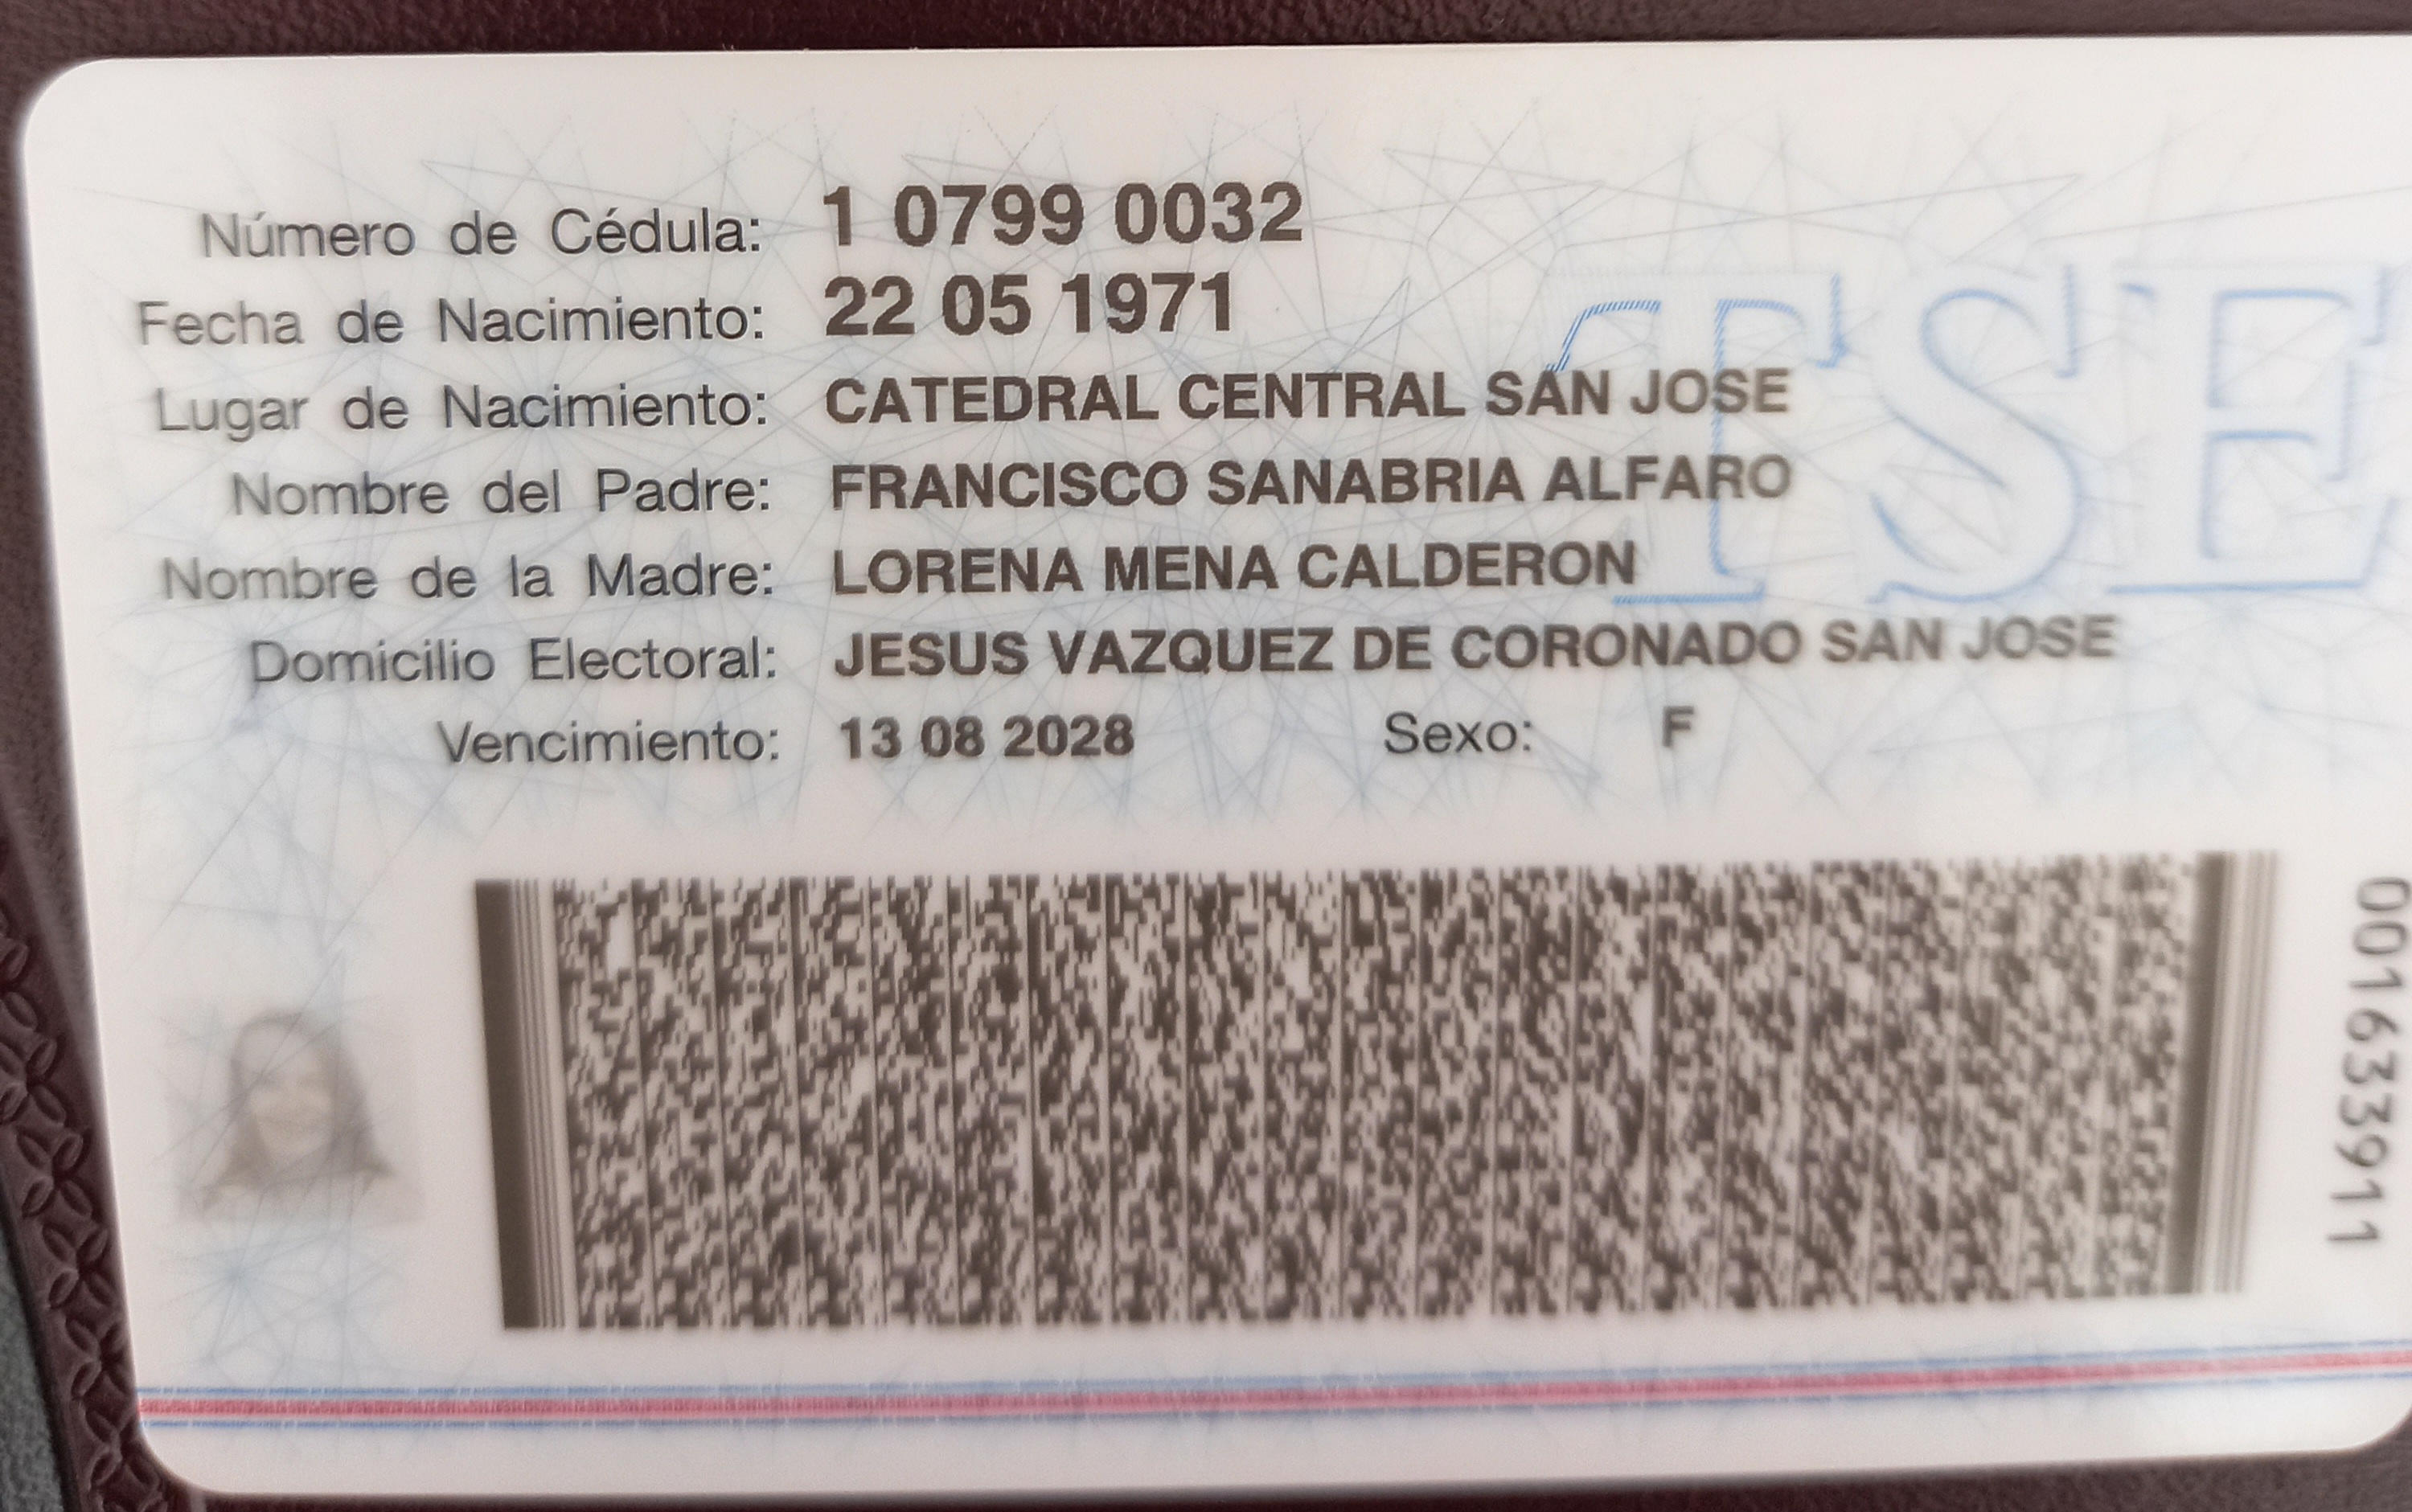 Número de Cédula: 1 0799 0032
Fecha de Nacimiento: 22 05 1971
Lugar de Nacimiento: CATEDRAL CENTRAL SAN JOSE
Nombre del Padre: FRANCISCO SANABRIA ALFARO
Nombre de la Madre: LORENA MENA CALDERON
Domicilio Electoral: JESUS VAZQUEZ DE CORONADO SAN JOSE
Vencimiento: 13 08 2028 Sexo: F
TSE
001633911